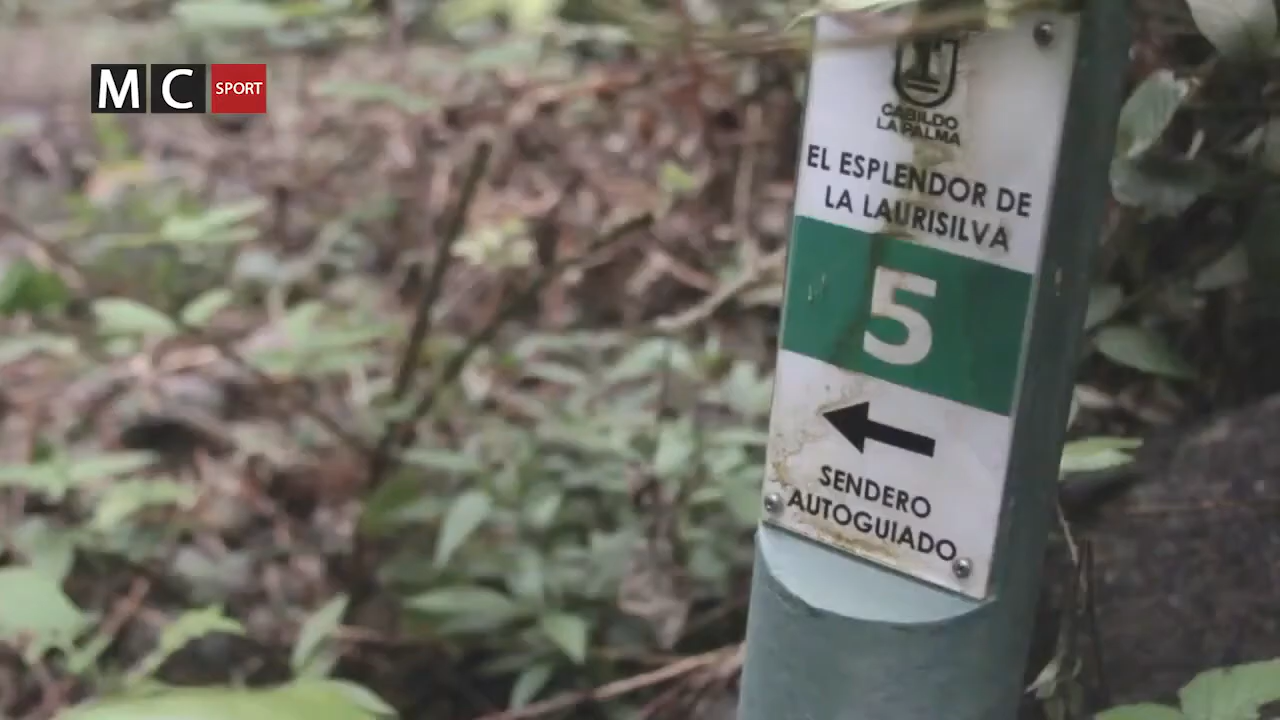 MC SPORT
CABILDO
LA PALMA
EL ESPLENDOR DE
LA LAURISILVA
5
SENDERO
AUTOGUIADO